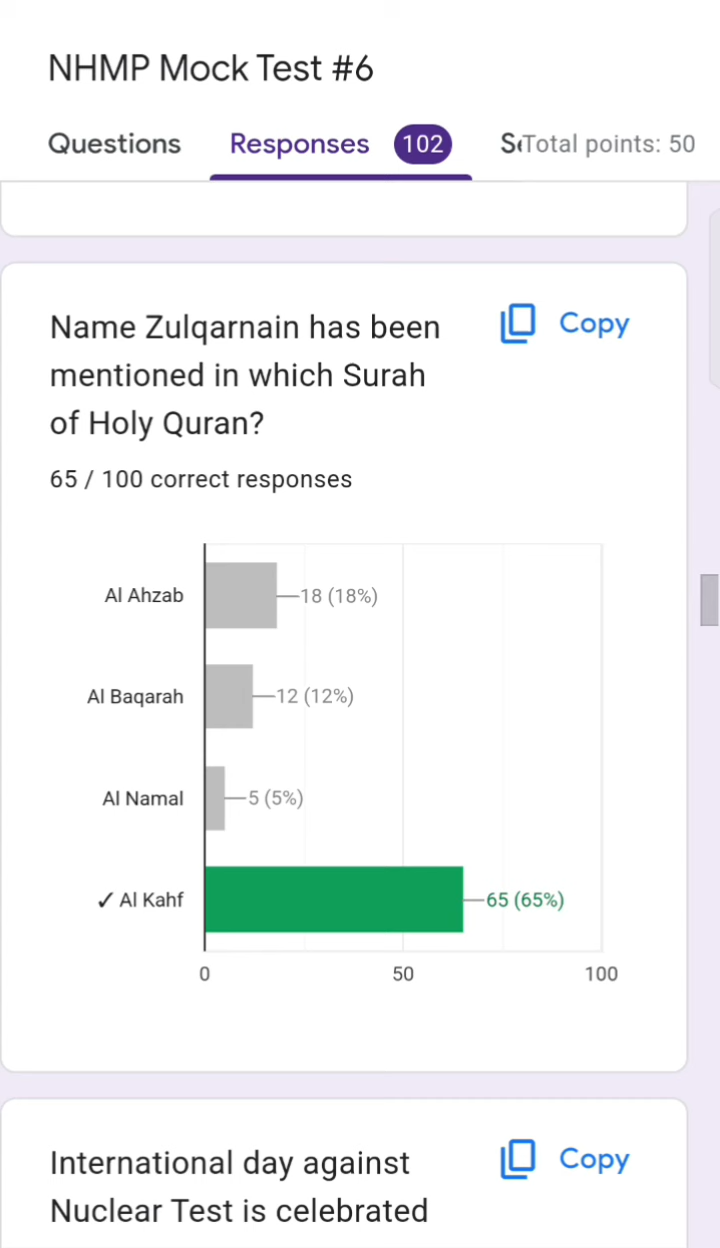 NHMP Mock Test #6
Questions Responses 102 Total points: 50
Name Zulqarnain has been
mentioned in which Surah
of Holy Quran?
Copy
65 / 100 correct responses
Al Ahzab 18 (18%)
Al Baqarah 12 (12%)
Al Namal 5 (5%)
✓ Al Kahf 65 (65%)
0 50 100
International day against
Nuclear Test is celebrated
Copy